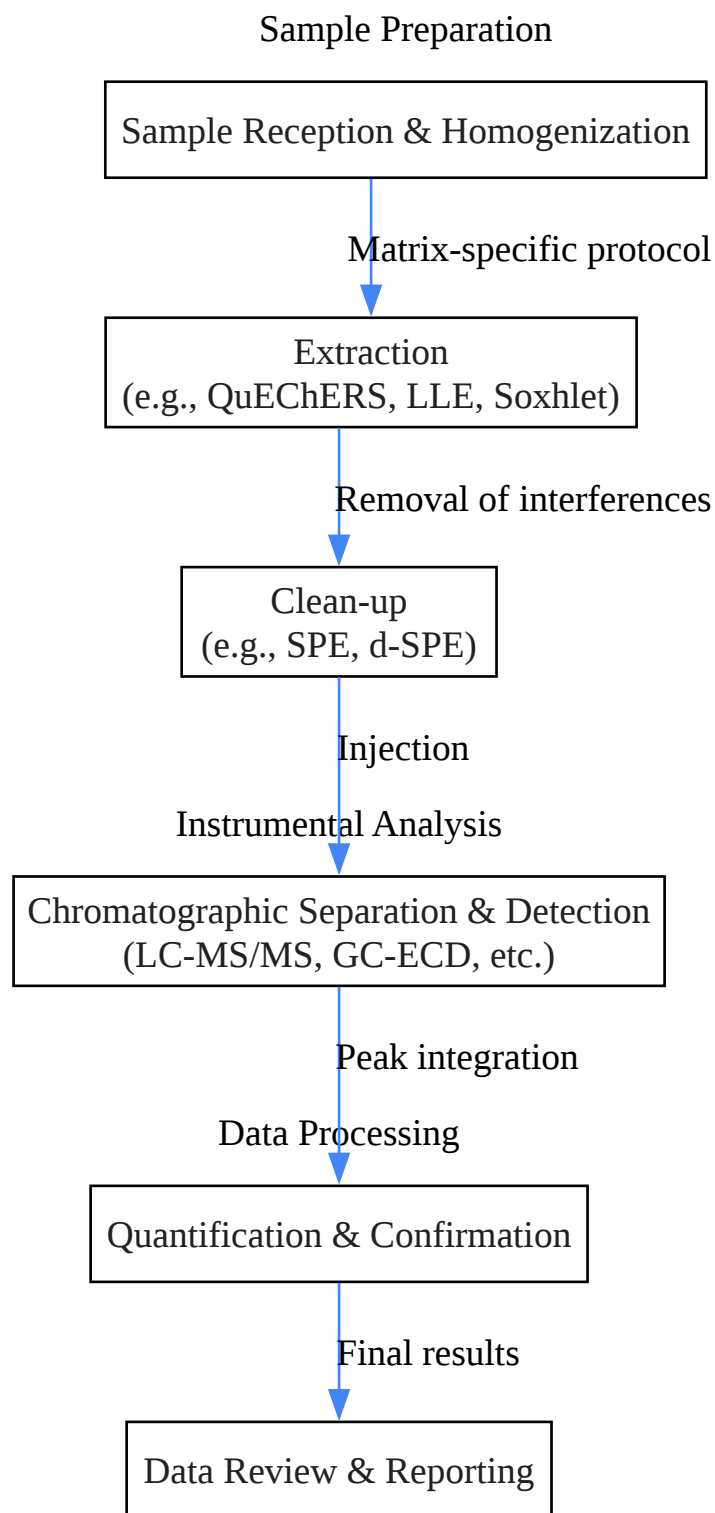 Sample Preparation
Sample Reception & Homogenization
Matrix-specific protocol
Extraction
(e.g., QuEChERS, LLE, Soxhlet)
Removal of interferences
Clean-up
(e.g., SPE, d-SPE)
Injection
Instrumental Analysis
Chromatographic Separation & Detection
(LC-MS/MS, GC-ECD, etc.)
Peak integration
Data Processing
Quantification & Confirmation
Final results
Data Review & Reporting